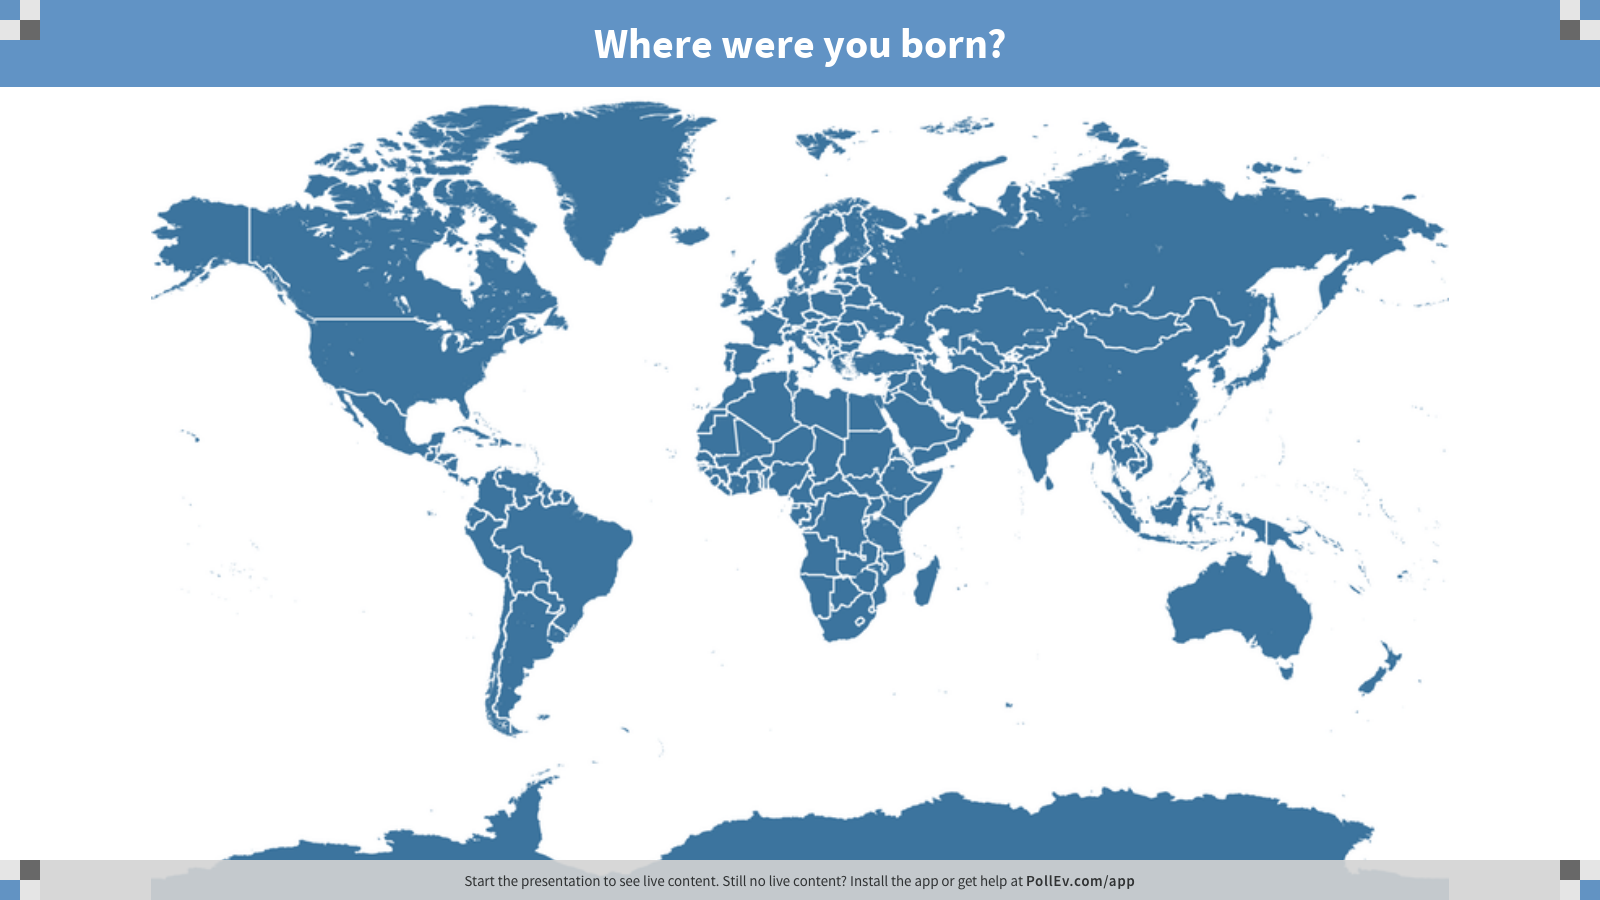 Where were you born?
Start the presentation to see live content. Still no live content? Install the app or get help at PollEv.com/app